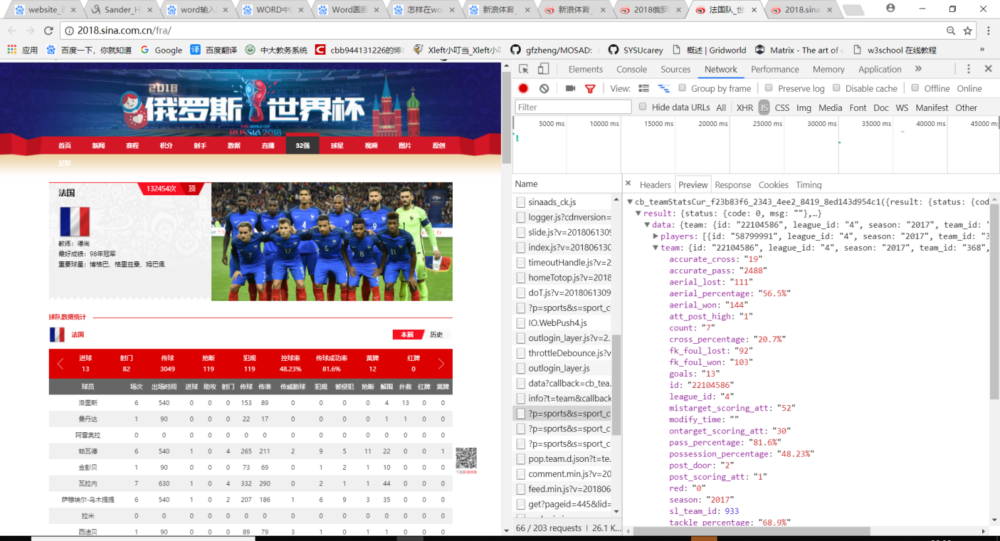 website_百
Sander_H
word输入
WORD中
Word圆圈
怎样在wo
新浪体育_
新浪体育_
2018俄罗
法国队_世
2018.sina
2018.sina.com.cn/fra/
应用
百度一下，你就知道
Google
百度翻译
中大教务系统
cbb944131226的博
Xleft小叮当_Xleft小
gfzheng/MOSAD:
SYSUcarey
概述 | Gridworld
Matrix - The art of c
w3school 在线教程
»
2018
俄罗斯世界杯
RUSSIA 2018
首页 新闻 赛程 积分 射手 数据 直播 32强 球星 视频 图片 原创
足彩
法国
132454次 顶
教练：德尚
最好成绩：98年冠军
重要球星：博格巴、格里兹曼、姆巴佩
球队数据统计
法国
本届 历史
进球 射门 传球 抢断 犯规 控球率 传球成功率 黄牌 红牌
13 82 3049 119 119 48.23% 81.6% 12 0
球员 场次 出场时间 进球 助攻 射门 传球 传准 传威胁球 犯规 被侵犯 抢断 解围 扑救 红牌 黄牌
洛里斯 6 540 0 0 0 153 89 0 0 0 0 4 13 0 0
曼丹达 1 90 0 0 0 22 17 0 0 0 0 1 1 0 0
阿雷奥拉 0 0 0 0 0 0 0 0 0 0 0 0 0 0 0
帕瓦德 6 540 1 0 4 265 211 2 9 5 11 22 0 0 1
金彭贝 1 90 0 0 0 73 69 0 1 2 1 10 0 0 0
瓦拉内 7 630 1 0 4 332 290 0 2 1 1 44 0 0 0
萨穆埃尔-乌木提提 6 540 1 0 2 207 186 1 6 9 3 35 0 0 0
拉米 0 0 0 0 0 0 0 0 0 0 0 0 0 0 0
西迪贝 1 90 0 0 0 89 79 3 1 0 1 1 0 0 0
Elements Console Sources Network Performance Memory Application »
View: Group by frame Preserve log Disable cache Offline Online
Filter Hide data URLs All XHR JS CSS Img Media Font Doc WS Manifest Other
5000 ms 10000 ms 15000 ms 20000 ms 25000 ms 30000 ms 35000 ms 40000 ms 45000 m
Name
sinaads_ck.js
logger.js?cdnversion=
slide.js?v=2018061309
index.js?v=201806130
timeoutHandle.js?v=2
homeTotop.js?v=2018
doT.js?v=2018061309
?p=sports&s=sport_c
IO.WebPush4.js
outlogin_layer.js?v=2.
throttleDebounce.js?v
outlogin_layer.js
data?callback=cb_tea.
info?t=team&callback
?p=sports&s=sport_c
?p=sports&s=sport_c
?p=sports&s=sport_c
pop.team.d.json?t=te.
comment.min.js?v=20
feed.min.js?v=201806
get?pageid=445&lid=
66 / 203 requests | 26.1 K...
Headers Preview Response Cookies Timing
cb_teamStatsCur_f23b83f6_2343_4ee2_8419_8ed143d954c1({result: {status: {cod
result: {status: {code: 0, msg: ""},…}
data: {team: {id: "22104586", league_id: "4", season: "2017", team_id: "
players: [{id: "58799991", league_id: "4", season: "2017", team_id: "3
team: {id: "22104586", league_id: "4", season: "2017", team_id: "368",
accurate_cross: "19"
accurate_pass: "2488"
aerial_lost: "111"
aerial_percentage: "56.5%"
aerial_won: "144"
att_post_high: "1"
count: "7"
cross_percentage: "20.7%"
fk_foul_lost: "92"
fk_foul_won: "103"
goals: "13"
id: "22104586"
league_id: "4"
mistarget_scoring_att: "52"
modify_time: ""
ontarget_scoring_att: "30"
pass_percentage: "81.6%"
possession_percentage: "48.23%"
post_door: "2"
post_scoring_att: "1"
red: "0"
season: "2017"
sl_team_id: 933
tackle_percentage: "68.9%"